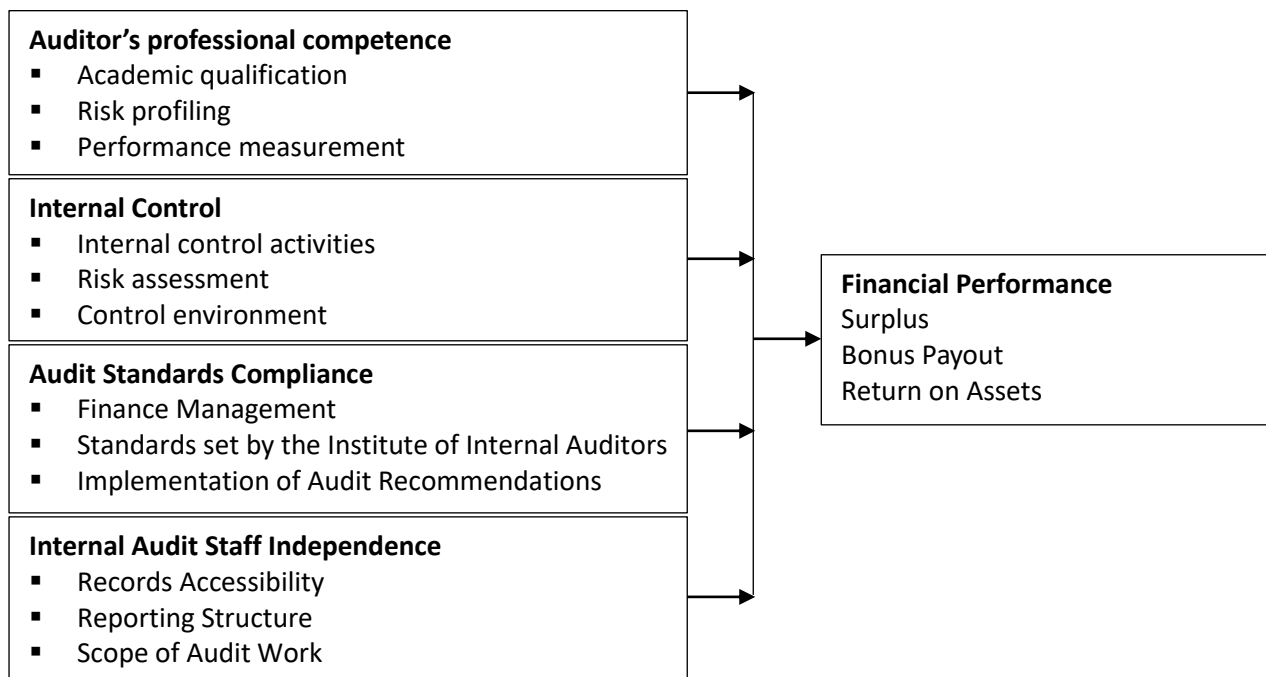 Auditor’s professional competence
▪ Academic qualification
▪ Risk profiling
▪ Performance measurement
Internal Control
▪ Internal control activities
▪ Risk assessment
▪ Control environment
Audit Standards Compliance
▪ Finance Management
▪ Standards set by the Institute of Internal Auditors
▪ Implementation of Audit Recommendations
Internal Audit Staff Independence
▪ Records Accessibility
▪ Reporting Structure
▪ Scope of Audit Work
Financial Performance
Surplus
Bonus Payout
Return on Assets